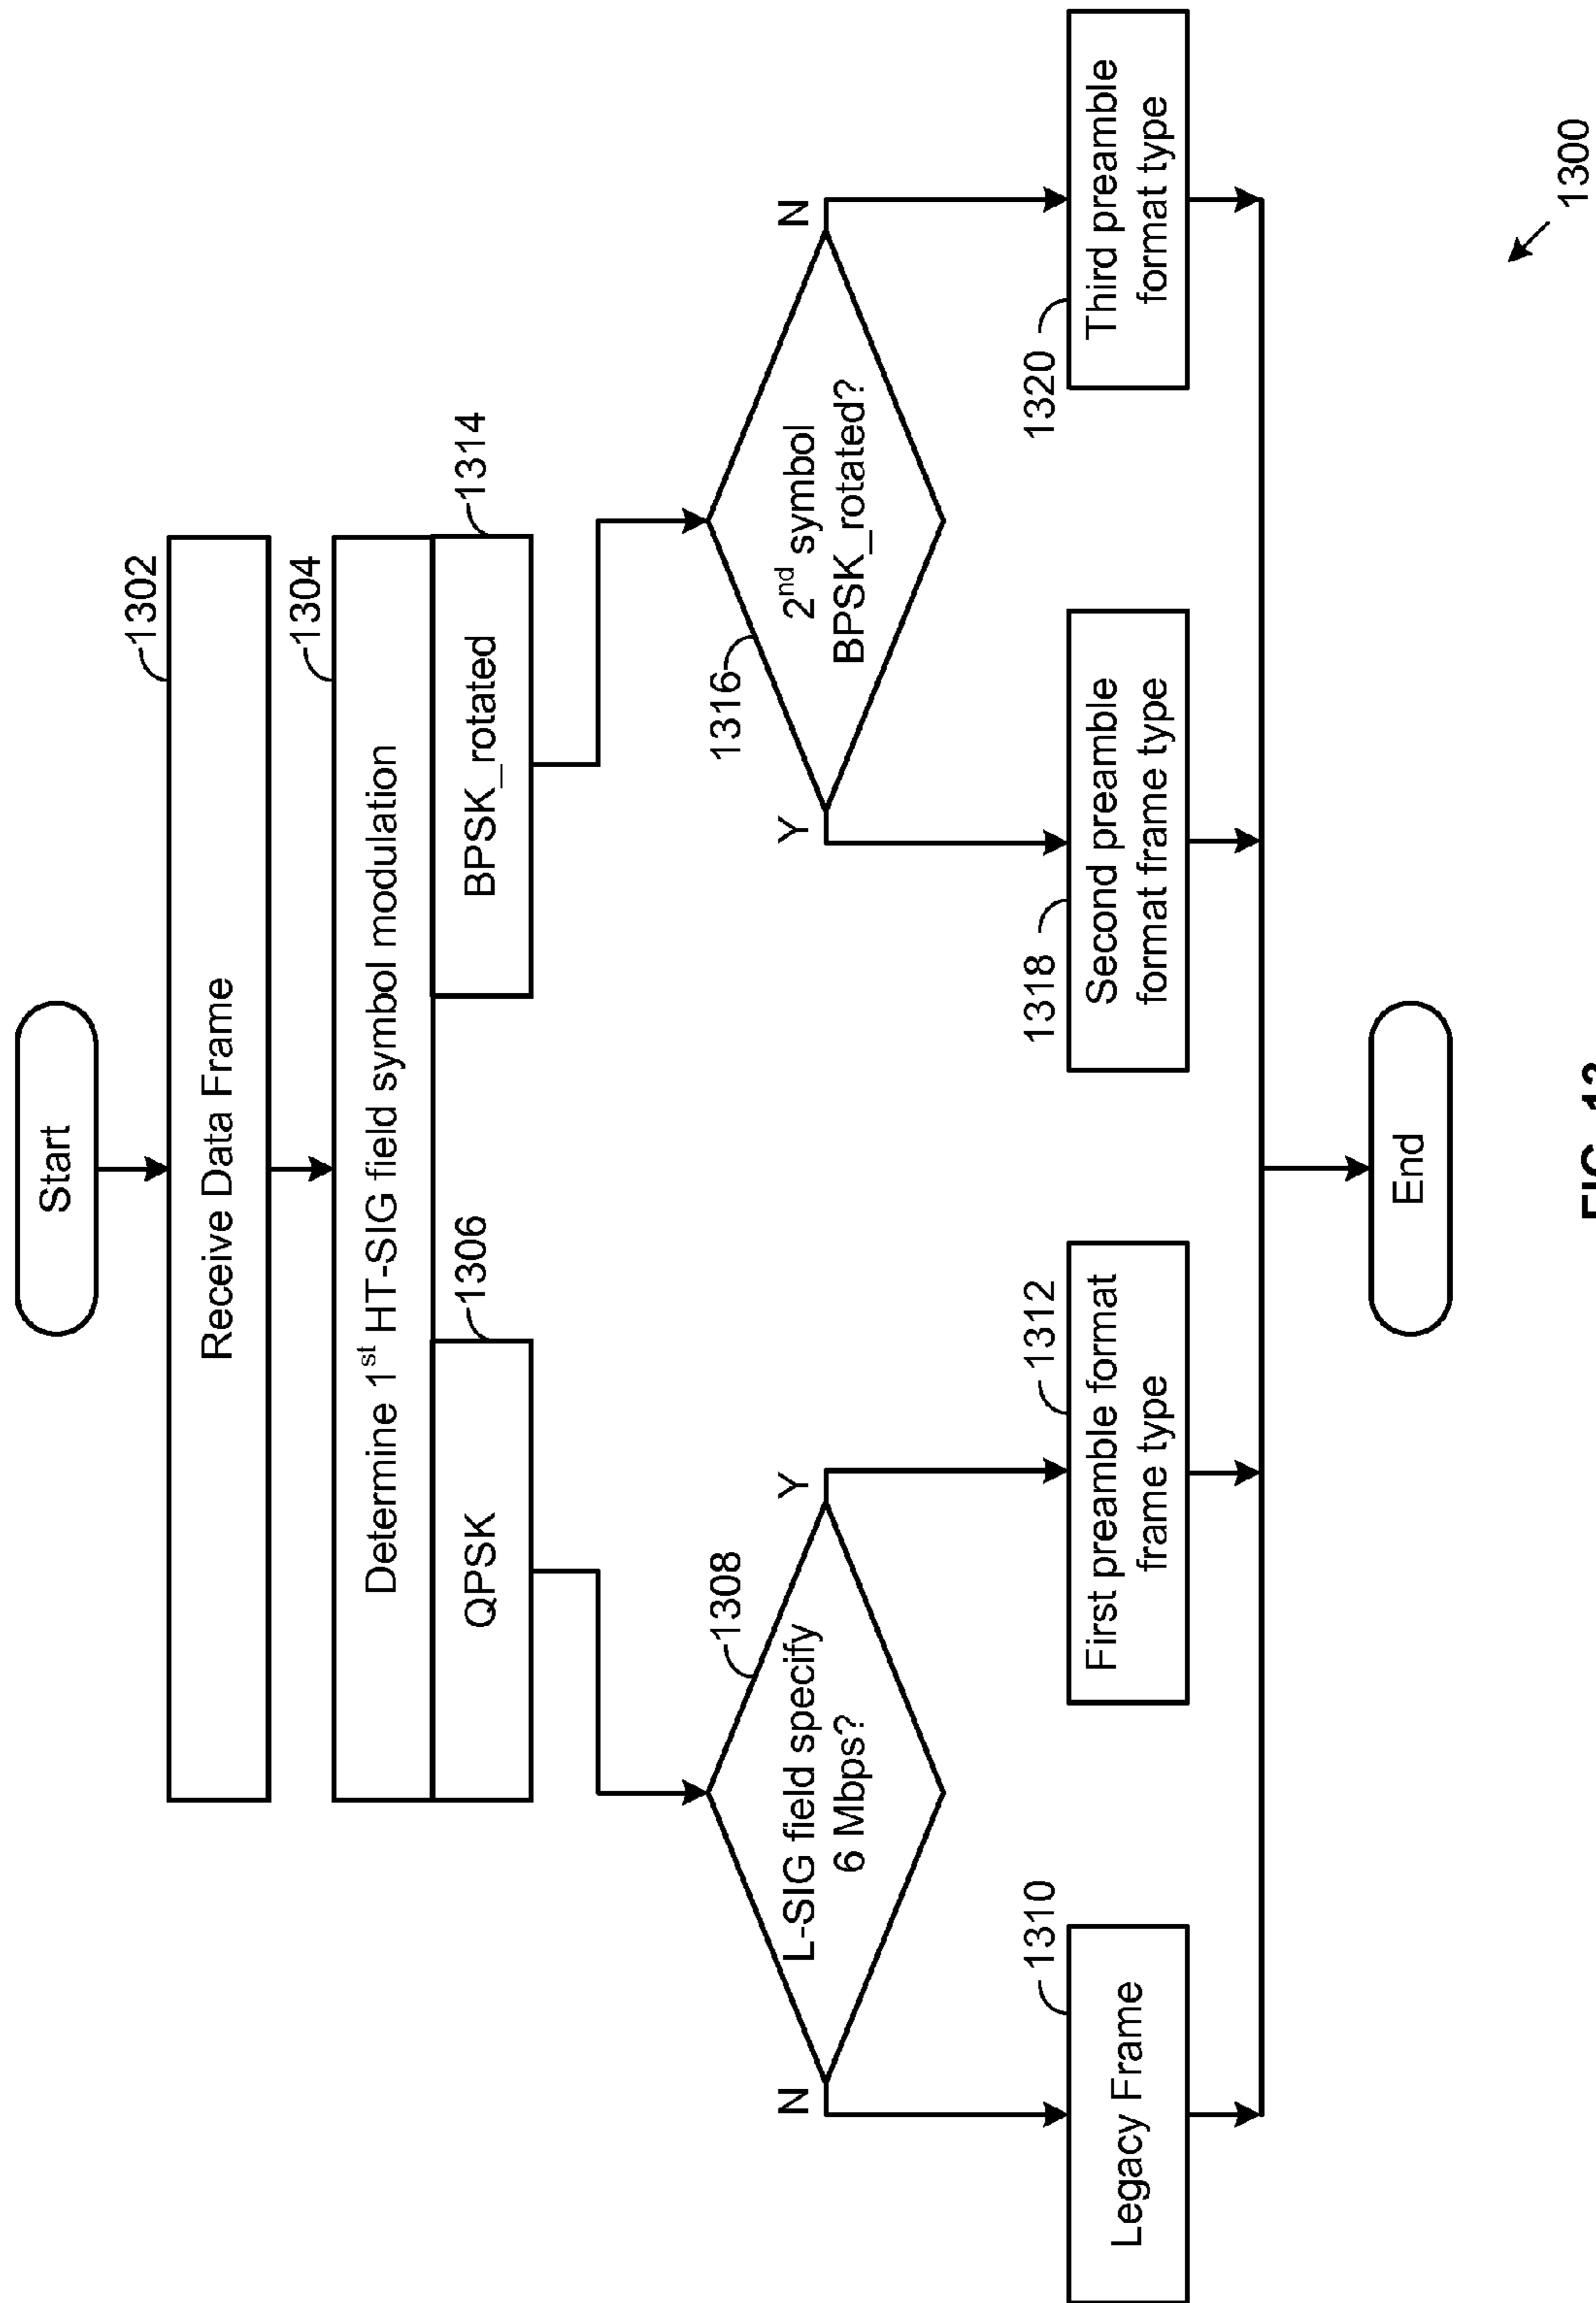 Start
1302
Receive Data Frame
1304
Determine 1st HT-SIG field symbol modulation
1306
QPSK
1314
BPSK_rotated
1308
L-SIG field specify
6 Mbps?
N
Y
1316
2nd symbol
BPSK_rotated?
Y
N
1310
Legacy Frame
1312
First preamble format
frame type
1318
Second preamble
format frame type
1320
Third preamble
format type
End
1300
FIG. 13